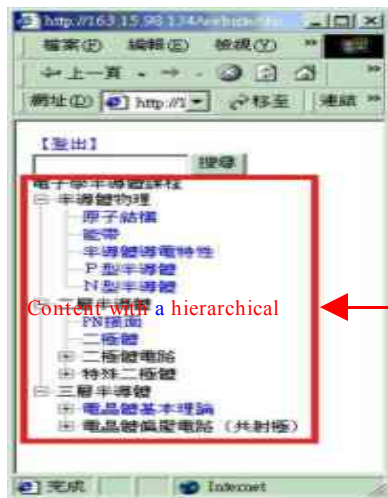 http://163.15.98.134/
檔案(F) 編輯(E) 檢視(V) »
上一頁 »
網址(D) http://1 移至 連結 »
【登出】
搜尋
電子學半導體課程
半導體物理
原子結構
能帶
半導體導電特性
P型半導體
N型半導體
二層半導體
Content with a hierarchical
PN接面
二極體
二極體電路
特殊二極體
三層半導體
電晶體基本理論
電晶體偏壓電路（共射極）
完成 Internet